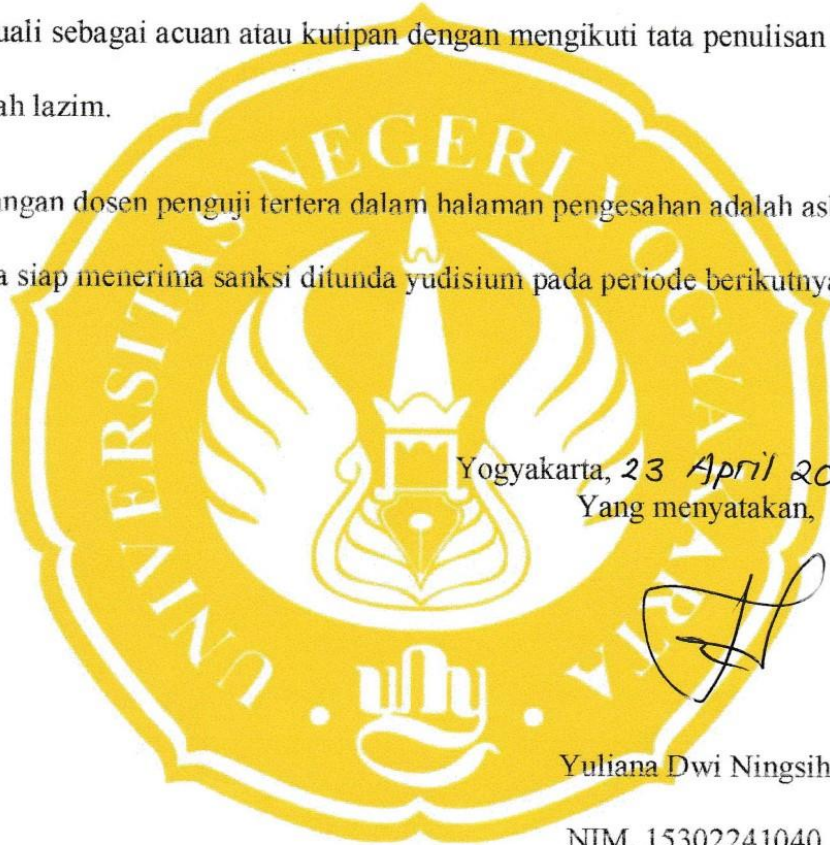 uali sebagai acuan atau kutipan dengan mengikuti tata penulisan
ah lazim.
angan dosen penguji tertera dalam halaman pengesahan adalah asl
a siap menerima sanksi ditunda yudisium pada periode berikutnya
UNIVERSITAS NEGERI YOGYAKARTA
uny
Yogyakarta, 23 April 20
Yang menyatakan,
Yuliana Dwi Ningsih
NIM. 15302241040